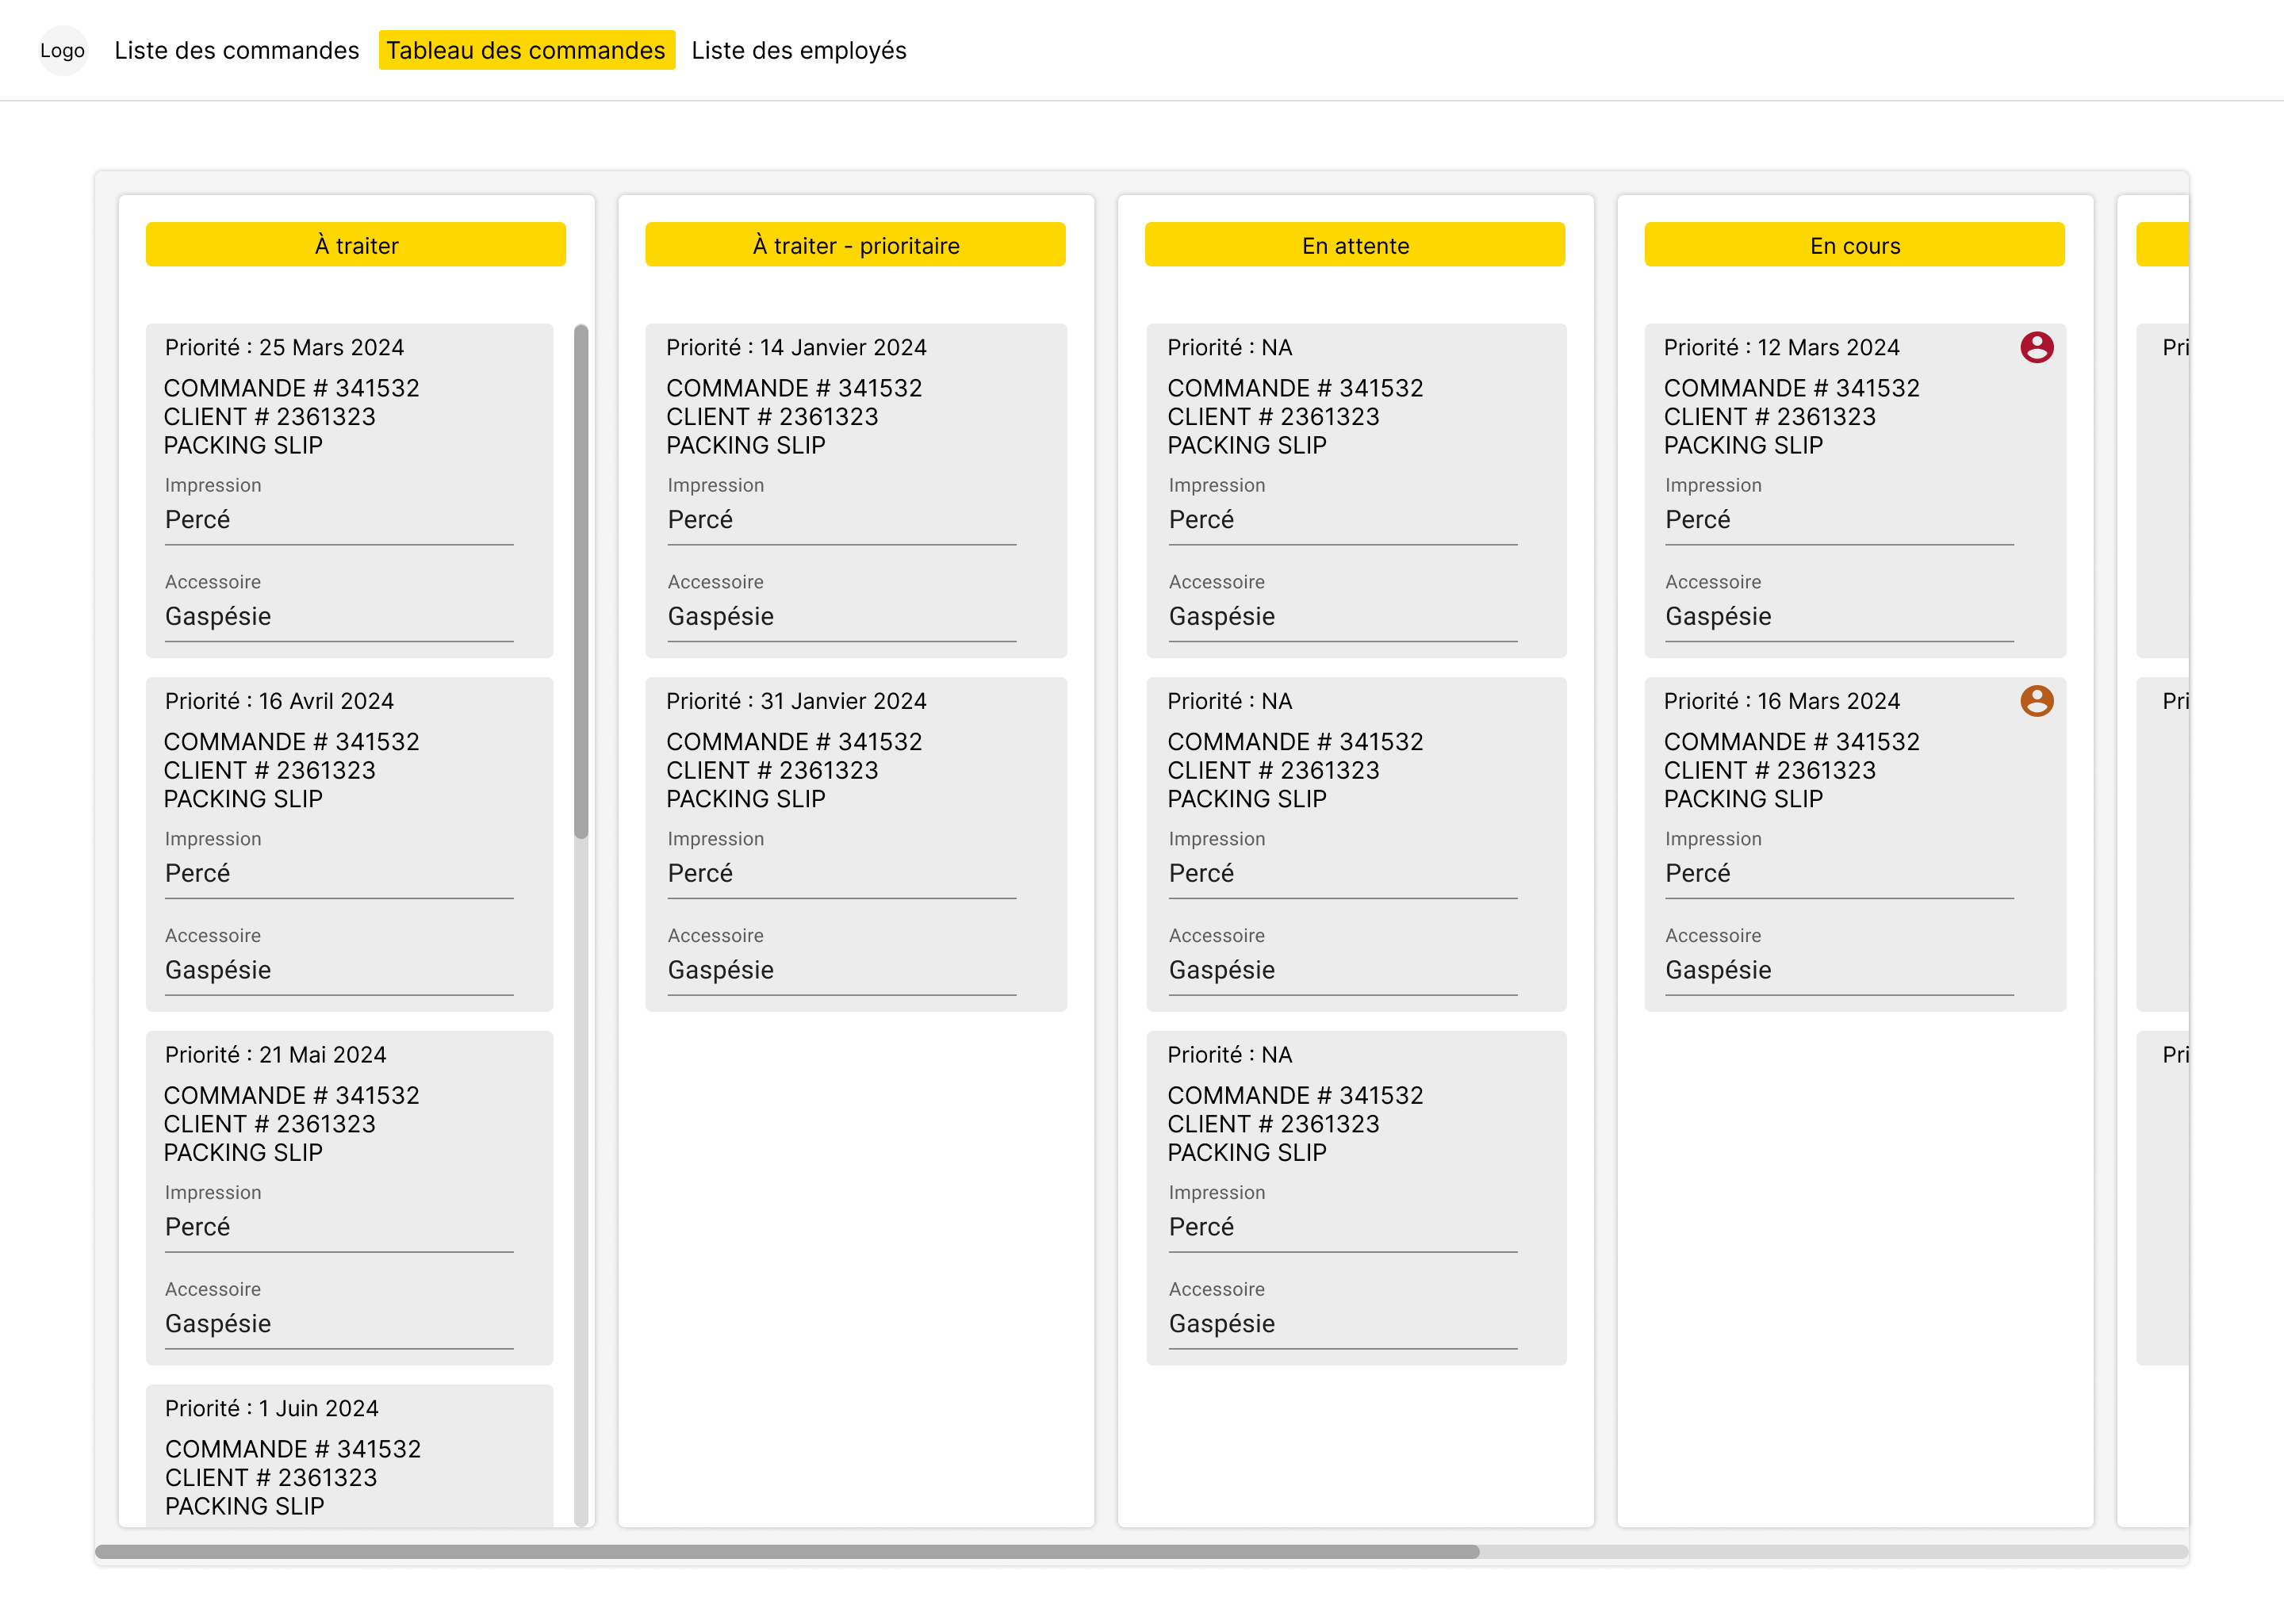 Logo
Liste des commandes
Tableau des commandes
Liste des employés
À traiter
Priorité : 25 Mars 2024
COMMANDE # 341532
CLIENT # 2361323
PACKING SLIP
Impression
Percé
Accessoire
Gaspésie
Priorité : 16 Avril 2024
COMMANDE # 341532
CLIENT # 2361323
PACKING SLIP
Impression
Percé
Accessoire
Gaspésie
Priorité : 21 Mai 2024
COMMANDE # 341532
CLIENT # 2361323
PACKING SLIP
Impression
Percé
Accessoire
Gaspésie
Priorité : 1 Juin 2024
COMMANDE # 341532
CLIENT # 2361323
PACKING SLIP
À traiter - prioritaire
Priorité : 14 Janvier 2024
COMMANDE # 341532
CLIENT # 2361323
PACKING SLIP
Impression
Percé
Accessoire
Gaspésie
Priorité : 31 Janvier 2024
COMMANDE # 341532
CLIENT # 2361323
PACKING SLIP
Impression
Percé
Accessoire
Gaspésie
En attente
Priorité : NA
COMMANDE # 341532
CLIENT # 2361323
PACKING SLIP
Impression
Percé
Accessoire
Gaspésie
Priorité : NA
COMMANDE # 341532
CLIENT # 2361323
PACKING SLIP
Impression
Percé
Accessoire
Gaspésie
Priorité : NA
COMMANDE # 341532
CLIENT # 2361323
PACKING SLIP
Impression
Percé
Accessoire
Gaspésie
En cours
Priorité : 12 Mars 2024
COMMANDE # 341532
CLIENT # 2361323
PACKING SLIP
Impression
Percé
Accessoire
Gaspésie
Priorité : 16 Mars 2024
COMMANDE # 341532
CLIENT # 2361323
PACKING SLIP
Impression
Percé
Accessoire
Gaspésie
Pri
Pri
Pri